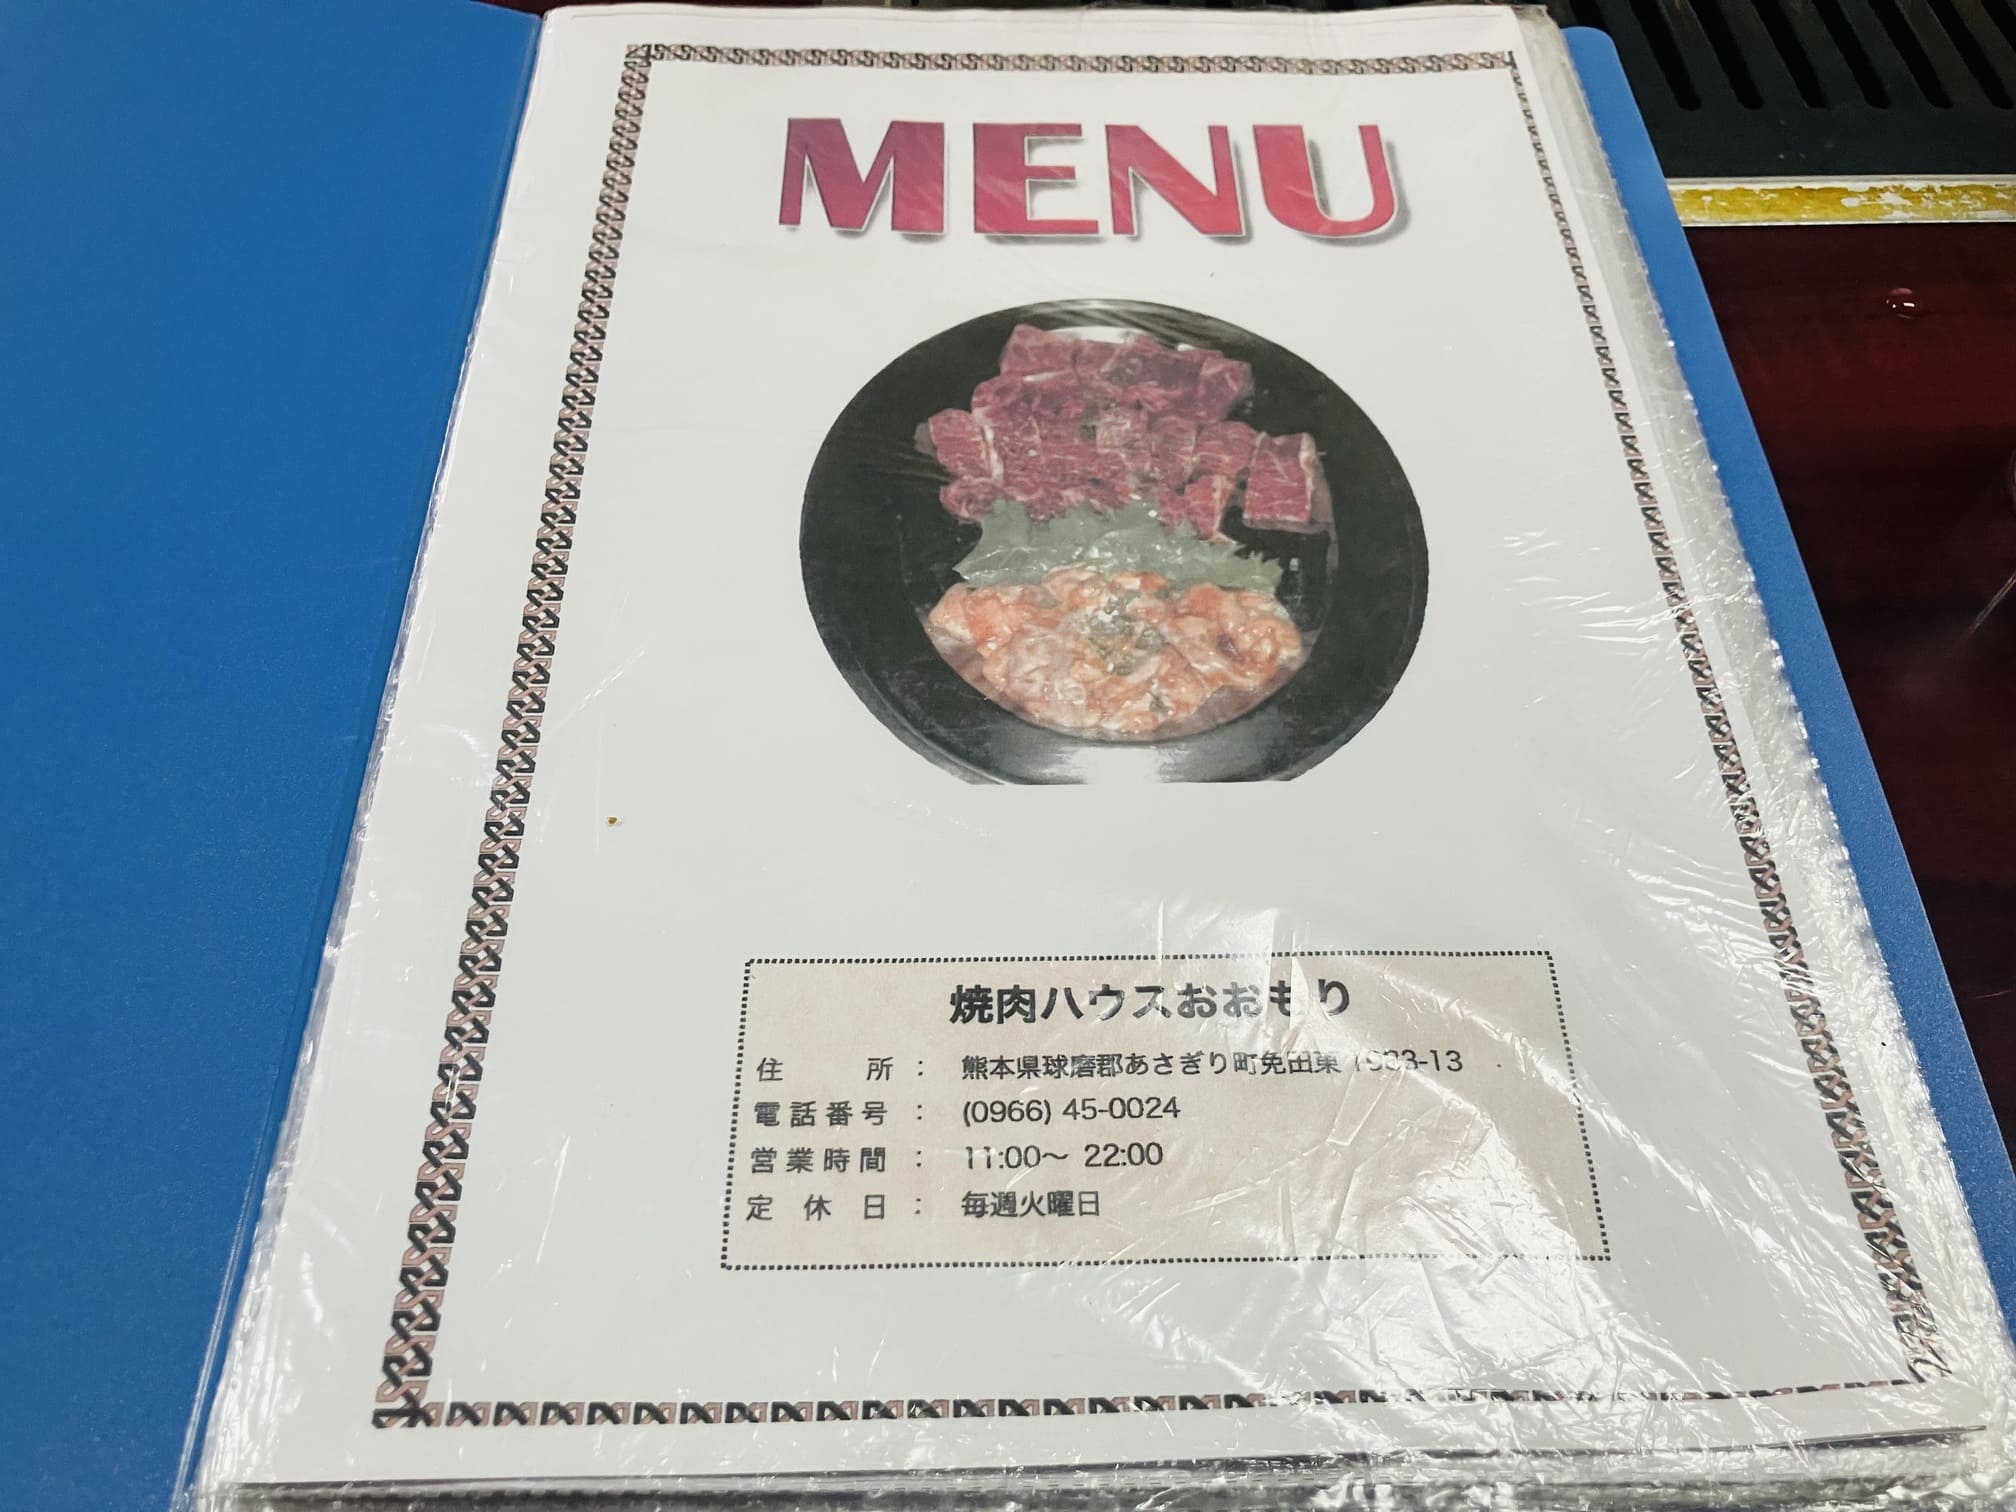 MENU
焼肉ハウスおおもり
住所： 熊本県球磨郡あさぎり町免田東
電話番号： (0966) 45-0024
営業時間： 11:00～ 22:00
定休日： 毎週火曜日